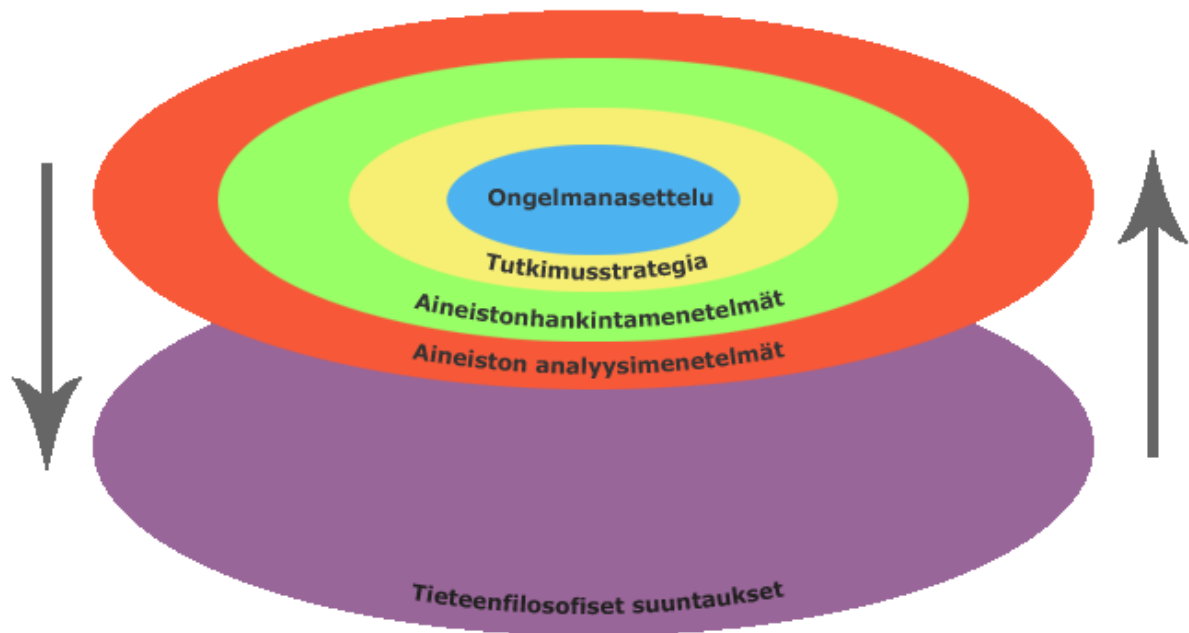 Ongelmanasettelu
Tutkimusstrategia
Aineistonhankintamenetelmät
Aineiston analyysimenetelmät
Tieteenfilosofiset suuntaukset